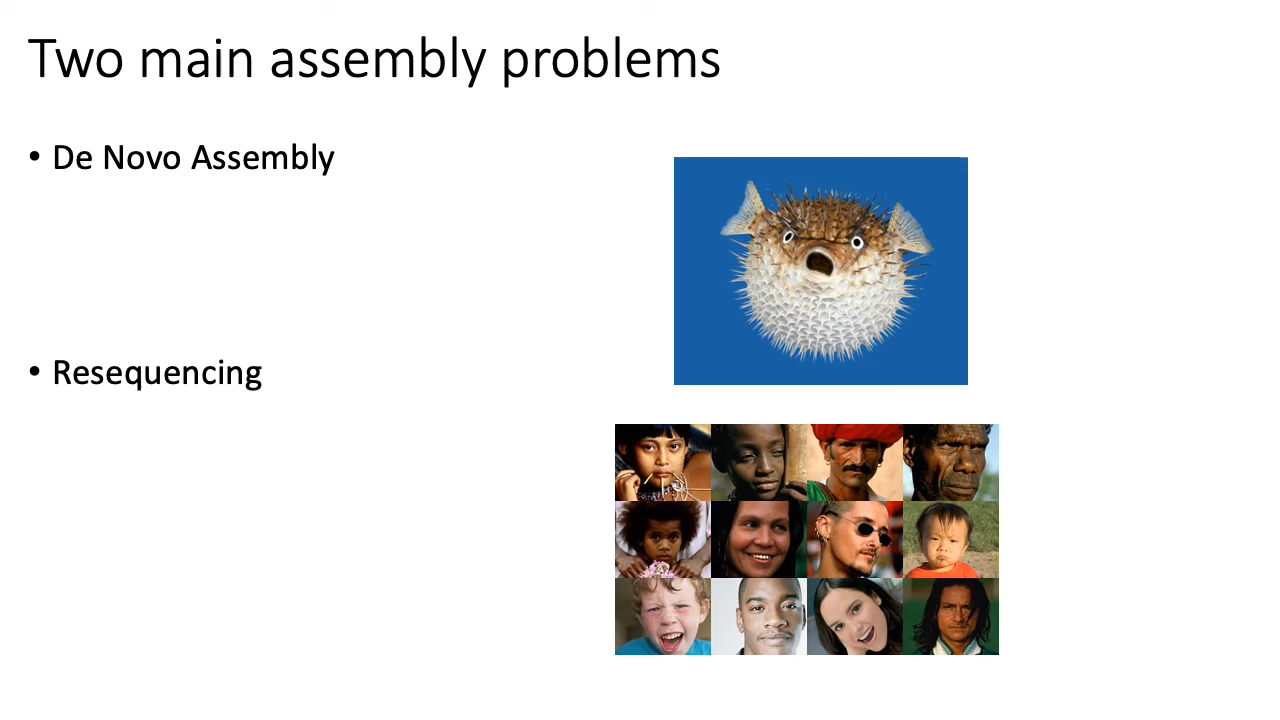 Two main assembly problems
• De Novo Assembly
• Resequencing